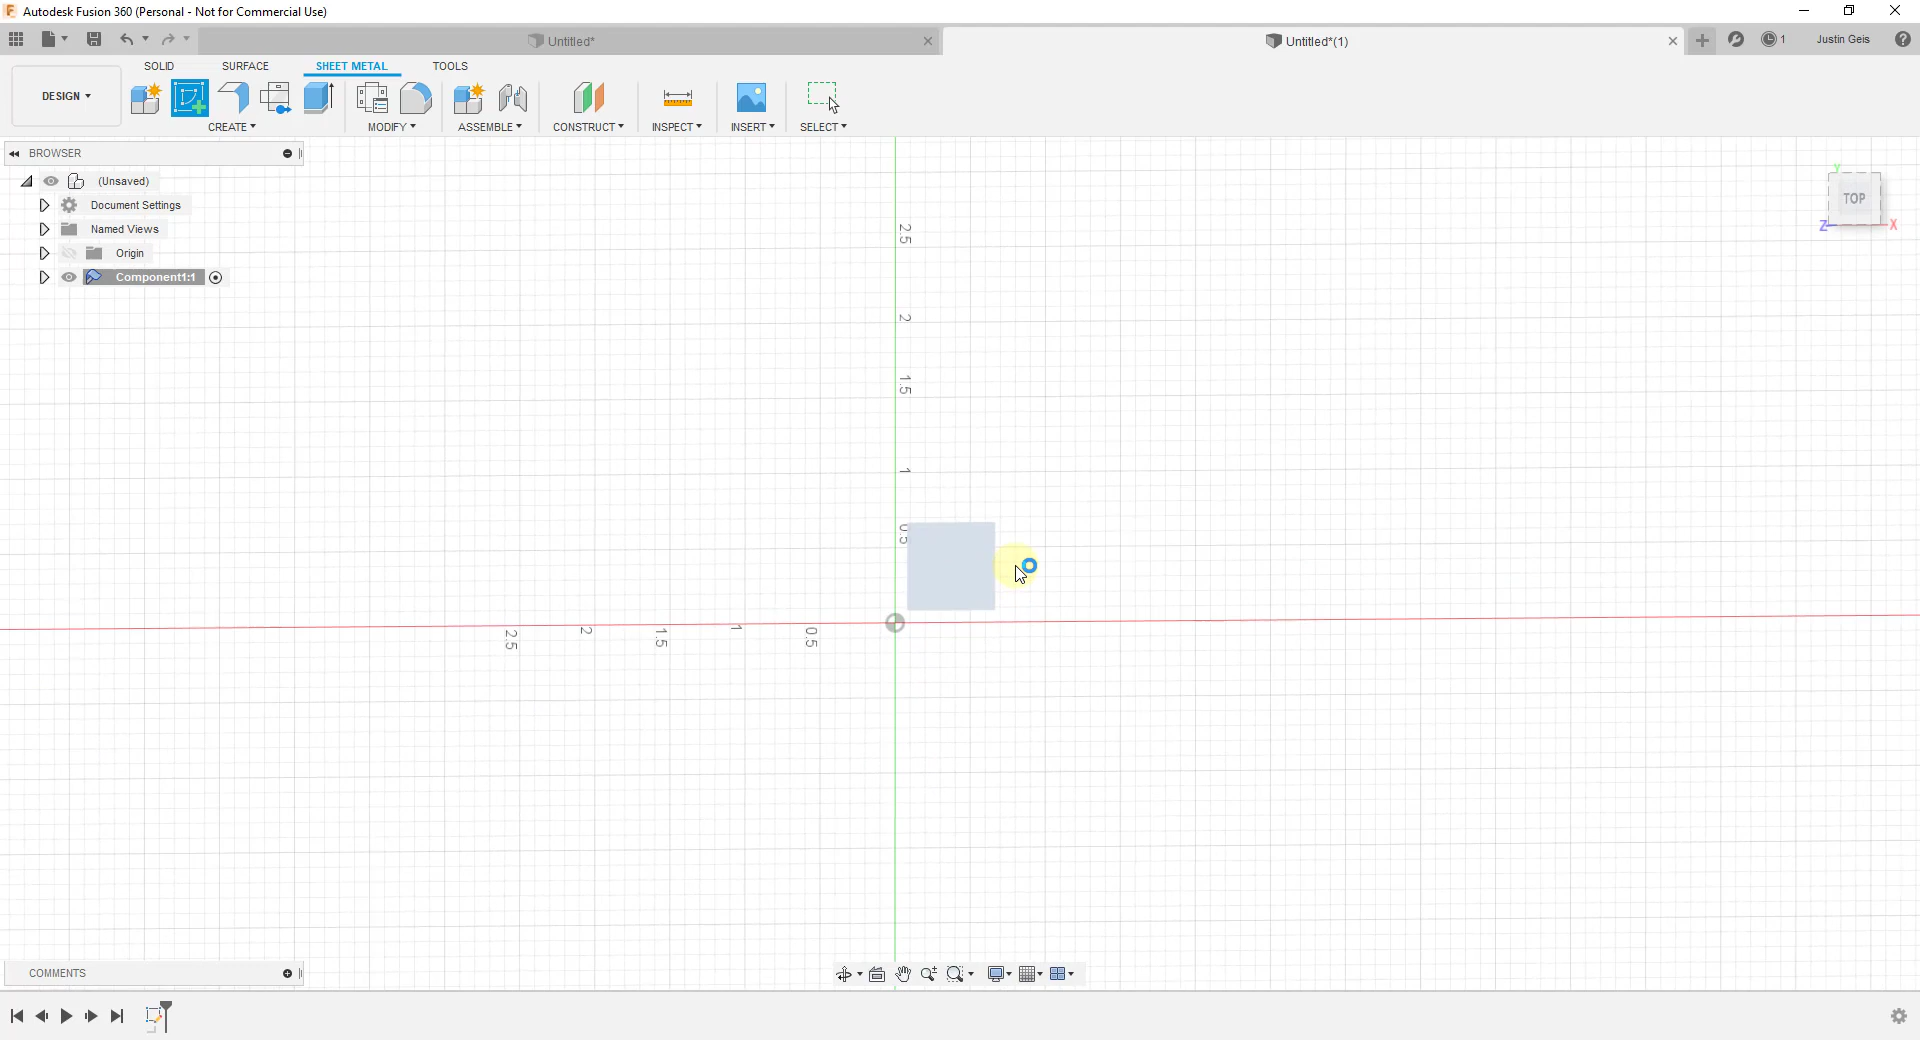 Autodesk Fusion 360 (Personal - Not for Commercial Use)
Untitled*
Untitled*(1)
1
Justin Geis
DESIGN
SOLID
SURFACE
SHEET METAL
TOOLS
CREATE
MODIFY
ASSEMBLE
CONSTRUCT
INSPECT
INSERT
SELECT
BROWSER
(Unsaved)
Document Settings
Named Views
Origin
Component1:1
TOP
Y
Z
X
2.5
2
1.5
1
0.5
2.5
2
1.5
1
0.5
COMMENTS